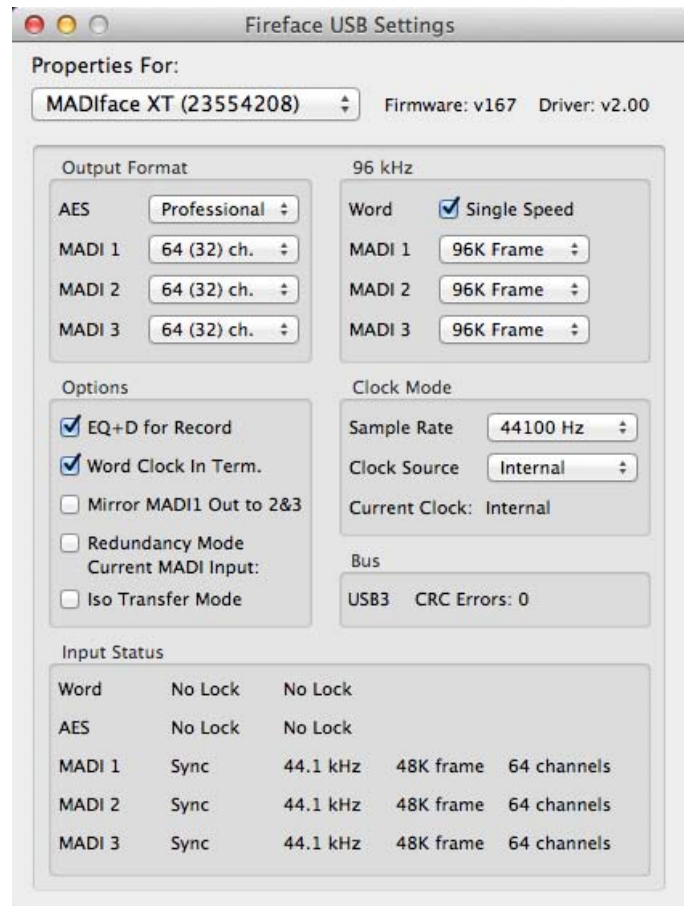 Fireface USB Settings
Properties For:
MADIface XT (23554208) Firmware: v167 Driver: v2.00
Output Format
AES Professional
MADI 1 64 (32) ch.
MADI 2 64 (32) ch.
MADI 3 64 (32) ch.
96 kHz
Word Single Speed
MADI 1 96K Frame
MADI 2 96K Frame
MADI 3 96K Frame
Options
EQ+D for Record
Word Clock In Term.
Mirror MADI1 Out to 2&3
Redundancy Mode
Current MADI Input:
Iso Transfer Mode
Clock Mode
Sample Rate 44100 Hz
Clock Source Internal
Current Clock: Internal
Bus
USB3 CRC Errors: 0
Input Status
Word No Lock No Lock
AES No Lock No Lock
MADI 1 Sync 44.1 kHz 48K frame 64 channels
MADI 2 Sync 44.1 kHz 48K frame 64 channels
MADI 3 Sync 44.1 kHz 48K frame 64 channels